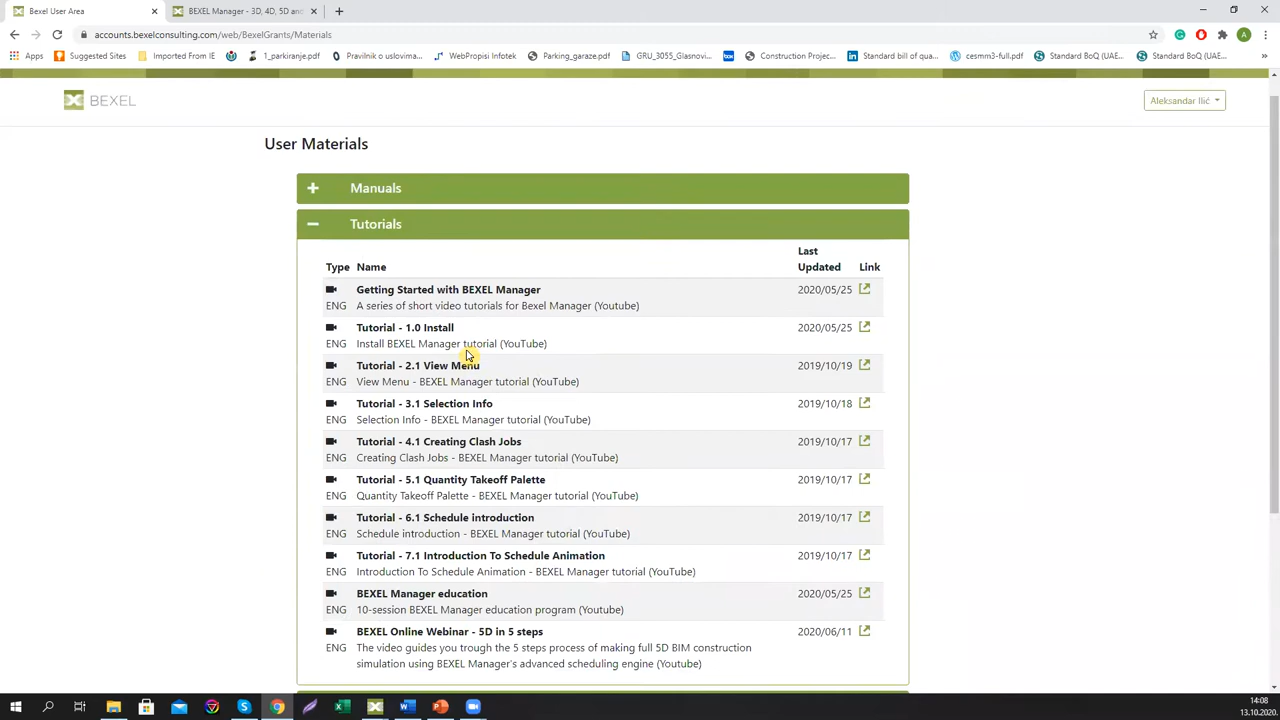 Bexel User Area
BEXEL Manager - 3D, 4D, 5D and
accounts.bexelconsulting.com/web/BexelGrants/Materials
A
Apps
Suggested Sites
Imported From IE
1_parkiranje.pdf
Pravilnik o uslovima...
WebPropisi Infotek
Parking_garaze.pdf
GRU_3055_Glasnovi...
Construction Projec...
Standard bill of qua...
cesmm3-full.pdf
Standard BoQ (UAE...
Standard BoQ (UAE...
»
BEXEL
Aleksandar Ilić
User Materials
Manuals
Tutorials
Type Name Last Updated Link
Getting Started with BEXEL Manager 2020/05/25
ENG A series of short video tutorials for Bexel Manager (Youtube)
Tutorial - 1.0 Install 2020/05/25
ENG Install BEXEL Manager tutorial (YouTube)
Tutorial - 2.1 View Menu 2019/10/19
ENG View Menu - BEXEL Manager tutorial (YouTube)
Tutorial - 3.1 Selection Info 2019/10/18
ENG Selection Info - BEXEL Manager tutorial (YouTube)
Tutorial - 4.1 Creating Clash Jobs 2019/10/17
ENG Creating Clash Jobs - BEXEL Manager tutorial (YouTube)
Tutorial - 5.1 Quantity Takeoff Palette 2019/10/17
ENG Quantity Takeoff Palette - BEXEL Manager tutorial (YouTube)
Tutorial - 6.1 Schedule introduction 2019/10/17
ENG Schedule introduction - BEXEL Manager tutorial (YouTube)
Tutorial - 7.1 Introduction To Schedule Animation 2019/10/17
ENG Introduction To Schedule Animation - BEXEL Manager tutorial (YouTube)
BEXEL Manager education 2020/05/25
ENG 10-session BEXEL Manager education program (Youtube)
BEXEL Online Webinar - 5D in 5 steps 2020/06/11
ENG The video guides you trough the 5 steps process of making full 5D BIM construction
simulation using BEXEL Manager's advanced scheduling engine (Youtube)
14:08
13.10.2020.